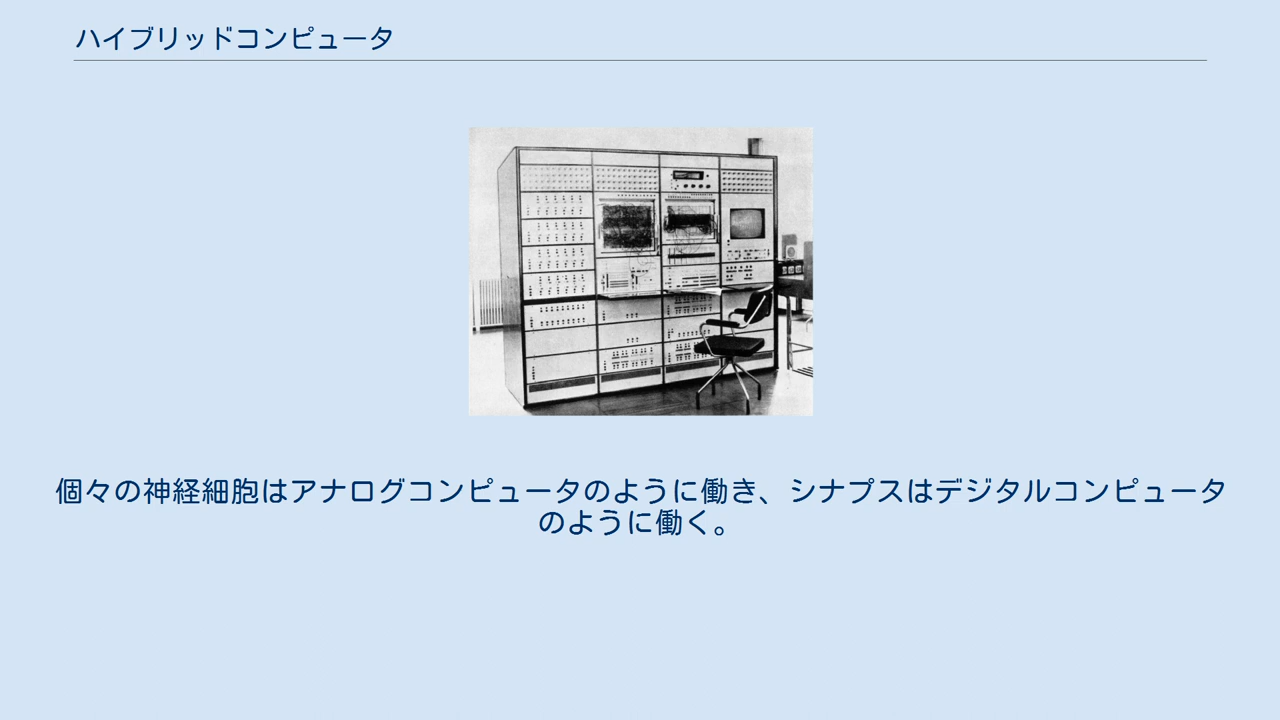 ハイブリッドコンピュータ
個々の神経細胞はアナログコンピュータのように働き、シナプスはデジタルコンピュータ
のように働く。